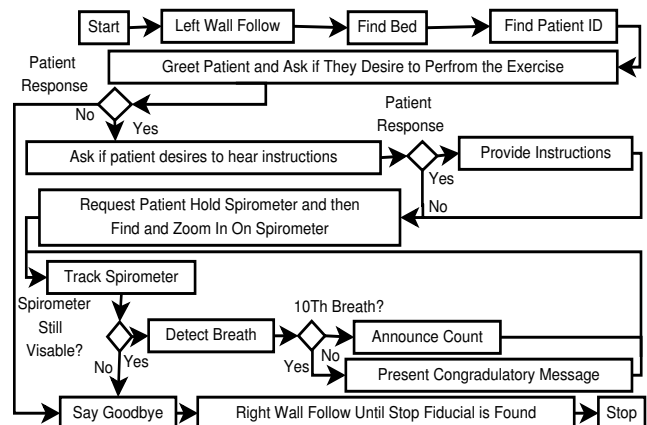 Start
Left Wall Follow
Find Bed
Find Patient ID
Greet Patient and Ask if They Desire to Perfrom the Exercise
Patient
Response
No
Yes
Patient
Response
Ask if patient desires to hear instructions
Provide Instructions
Yes
No
Request Patient Hold Spirometer and then
Find and Zoom In On Spirometer
Track Spirometer
Spirometer
Still
Visable?
No
Yes
Detect Breath
10Th Breath?
No
Yes
Announce Count
Present Congradulatory Message
Say Goodbye
Right Wall Follow Until Stop Fiducial is Found
Stop